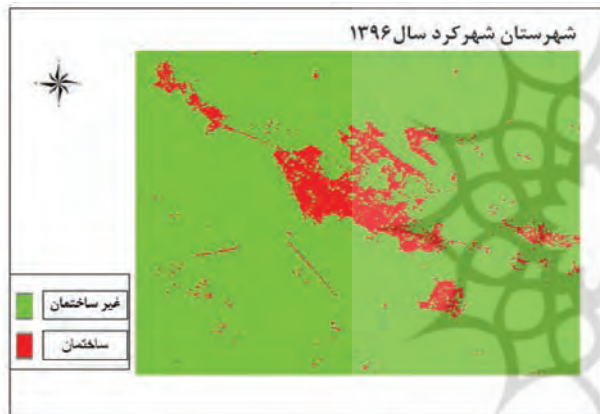 شهرستان شهرکرد سال ۱۳۹۶
غیر ساختمان
ساختمان